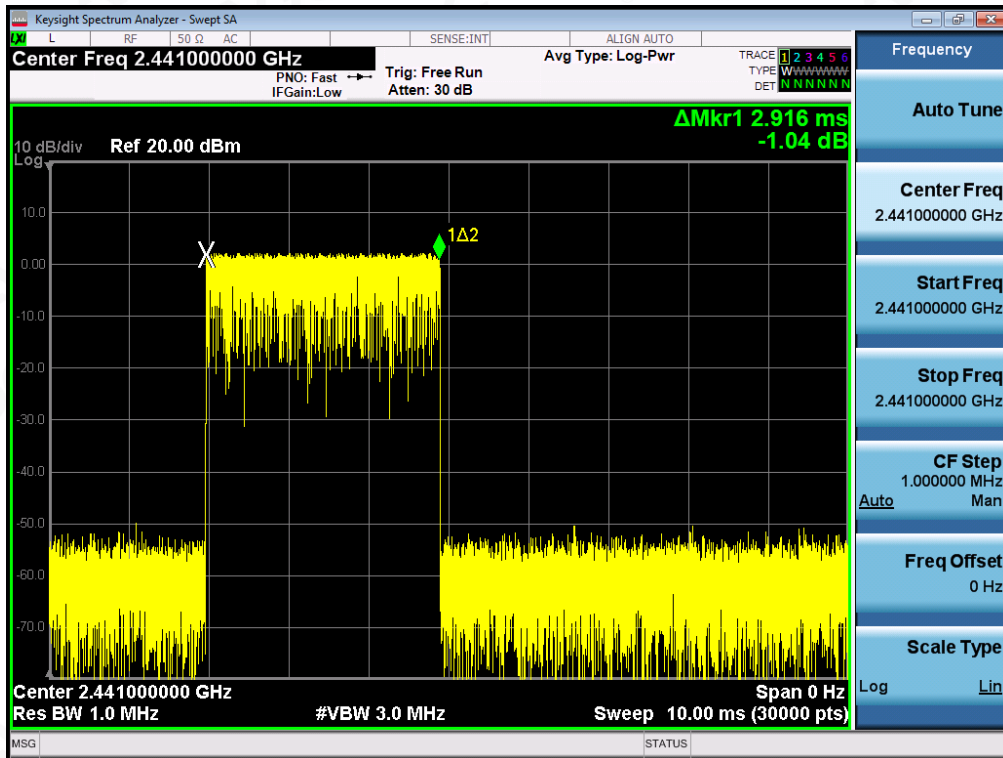 Keysight Spectrum Analyzer - Swept SA
LXI L RF 50 Ω AC SENSE:INT ALIGN AUTO
Center Freq 2.441000000 GHz
PNO: Fast
IFGain:Low
Trig: Free Run
Atten: 30 dB
Avg Type: Log-Pwr
TRACE 1 2 3 4 5 6
TYPE W W W W W W
DET N N N N N N
ΔMkr1 2.916 ms
-1.04 dB
10 dB/div Ref 20.00 dBm
Log
10.0
1Δ2
0.00
-10.0
-20.0
-30.0
-40.0
-50.0
-60.0
-70.0
Center 2.441000000 GHz Span 0 Hz
Res BW 1.0 MHz #VBW 3.0 MHz Sweep 10.00 ms (30000 pts)
MSG STATUS
Frequency
Auto Tune
Center Freq
2.441000000 GHz
Start Freq
2.441000000 GHz
Stop Freq
2.441000000 GHz
CF Step
1.000000 MHz
Auto Man
Freq Offset
0 Hz
Scale Type
Log Lin